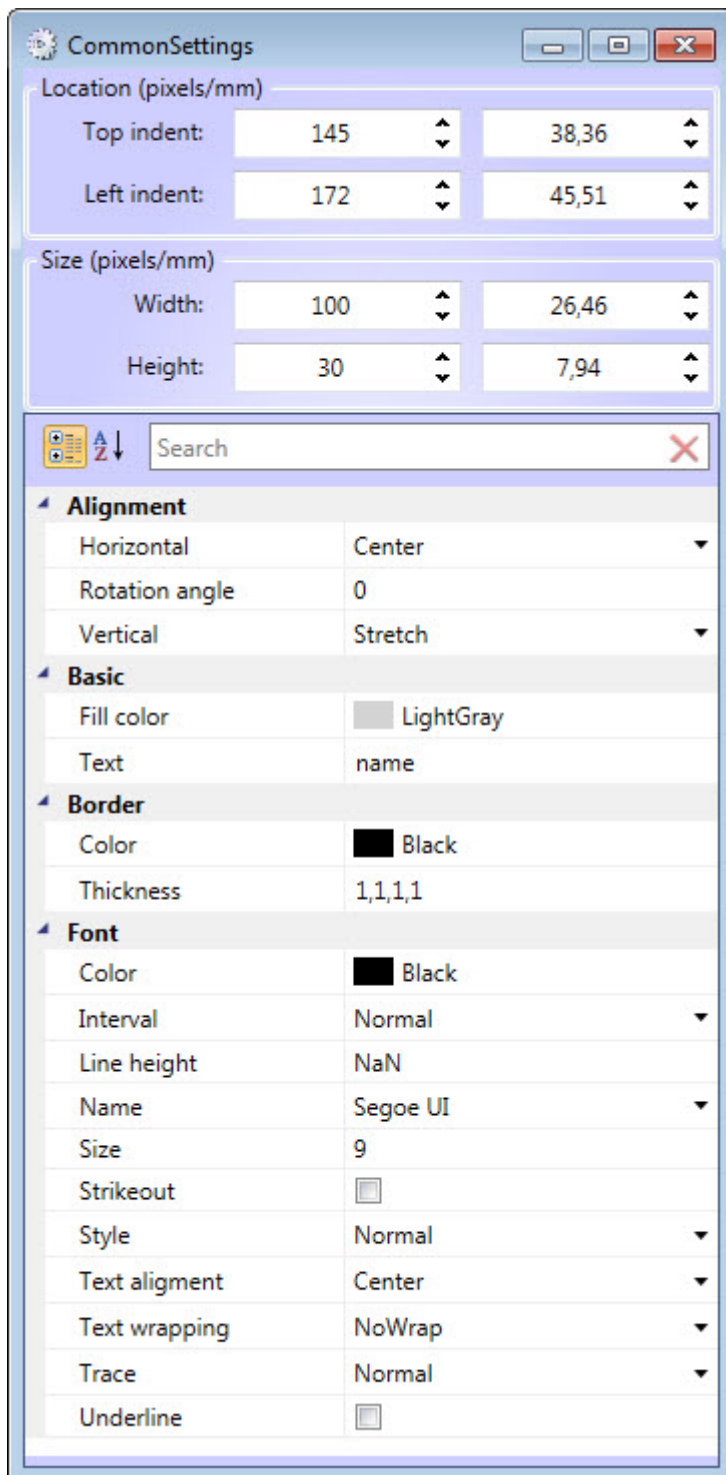 CommonSettings
Location (pixels/mm)
Top indent: 145 38,36
Left indent: 172 45,51
Size (pixels/mm)
Width: 100 26,46
Height: 30 7,94
A Z Search
Alignment
Horizontal Center
Rotation angle 0
Vertical Stretch
Basic
Fill color LightGray
Text name
Border
Color Black
Thickness 1,1,1,1
Font
Color Black
Interval Normal
Line height NaN
Name Segoe UI
Size 9
Strikeout
Style Normal
Text aligment Center
Text wrapping NoWrap
Trace Normal
Underline